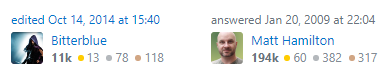 edited Oct 14, 2014 at 15:40
Bitterblue
11k 13 78 118
answered Jan 20, 2009 at 22:04
Matt Hamilton
194k 60 382 317